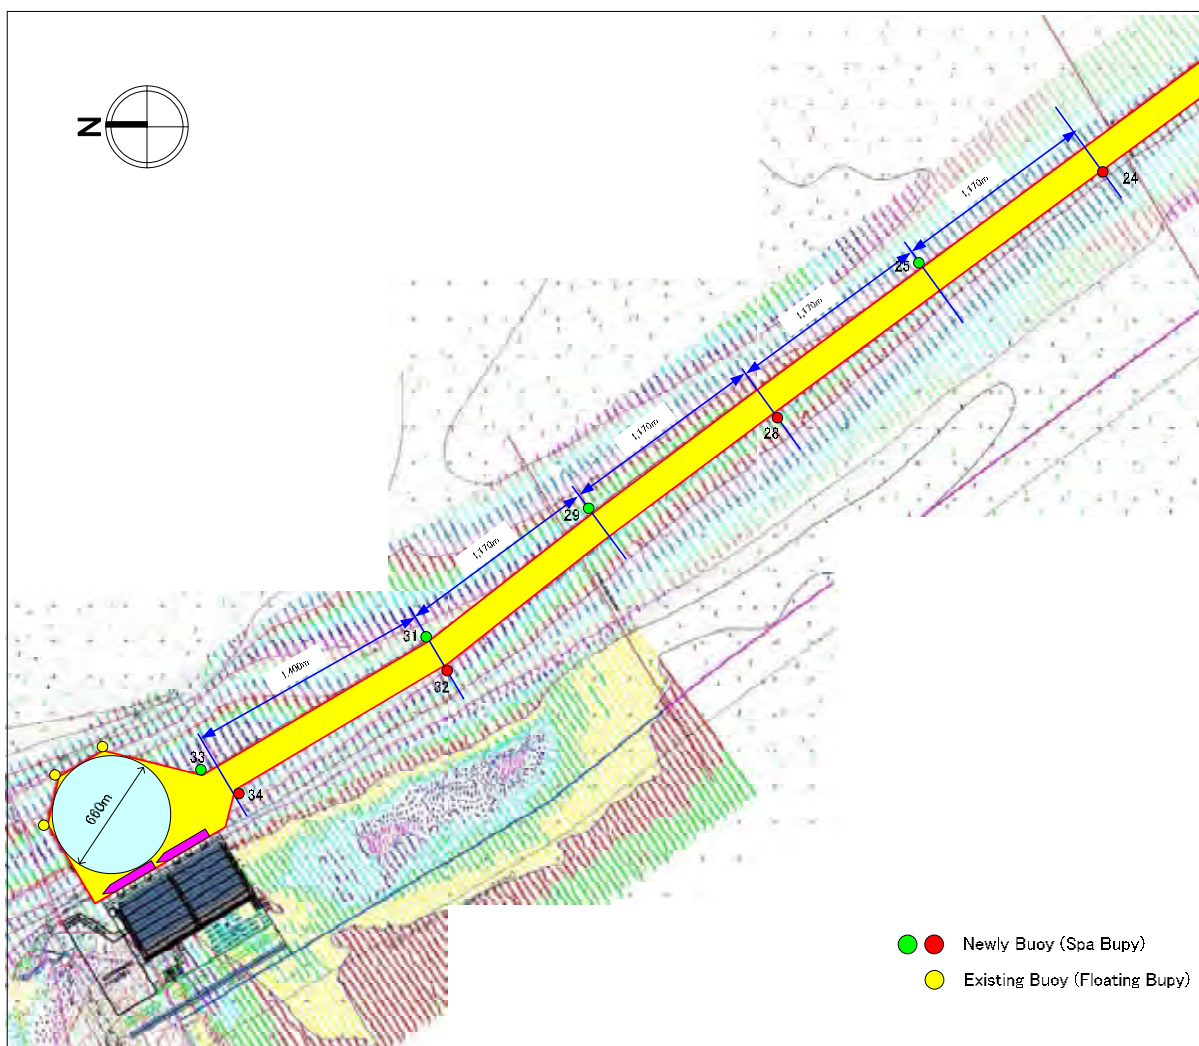 N
1,170m
24
25
1,170m
1,170m
28
29
1,170m
31
32
1,400m
33
34
660m
Newly Buoy (Spa Bupy)
Existing Buoy (Floating Bupy)